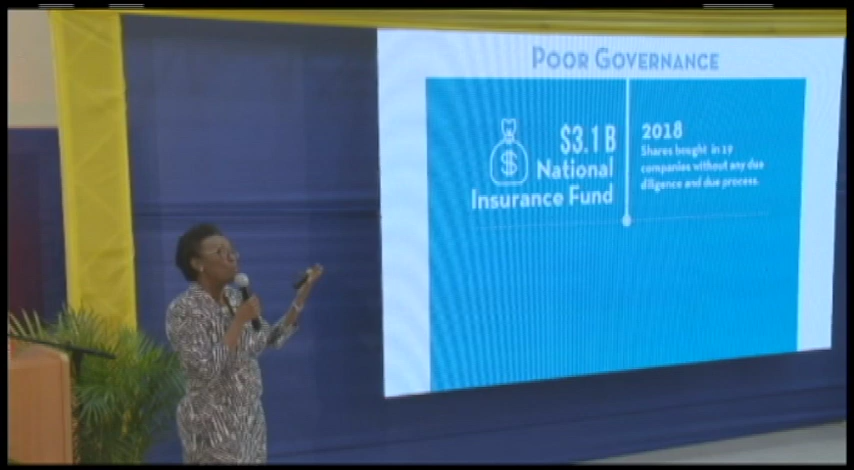 POOR GOVERNANCE
$3.1 B
National
Insurance Fund
2018
Shares bought in 19
companies without any due
diligence and due process.